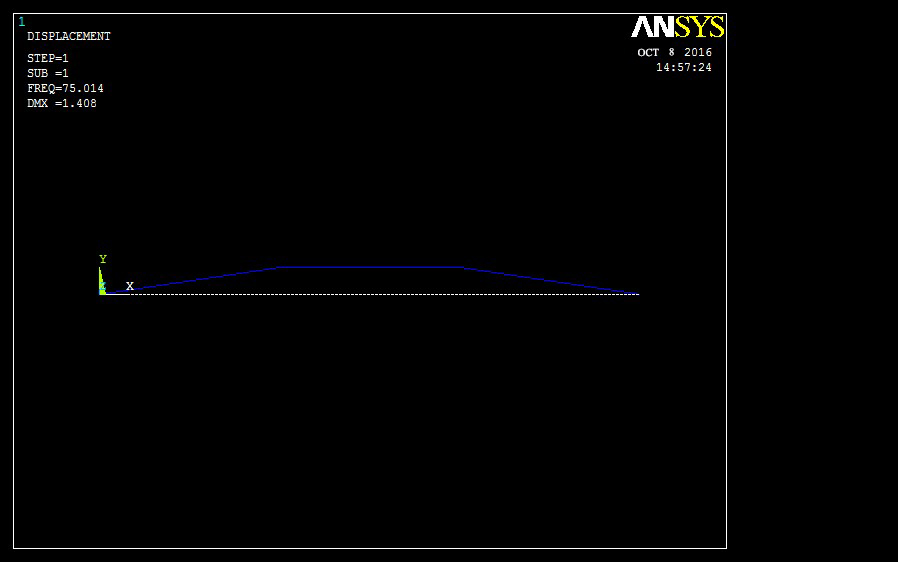 1
ANSYS
DISPLACEMENT
OCT 8 2016
STEP=1
14:57:24
SUB =1
FREQ=75.014
DMX =1.408
Y
X